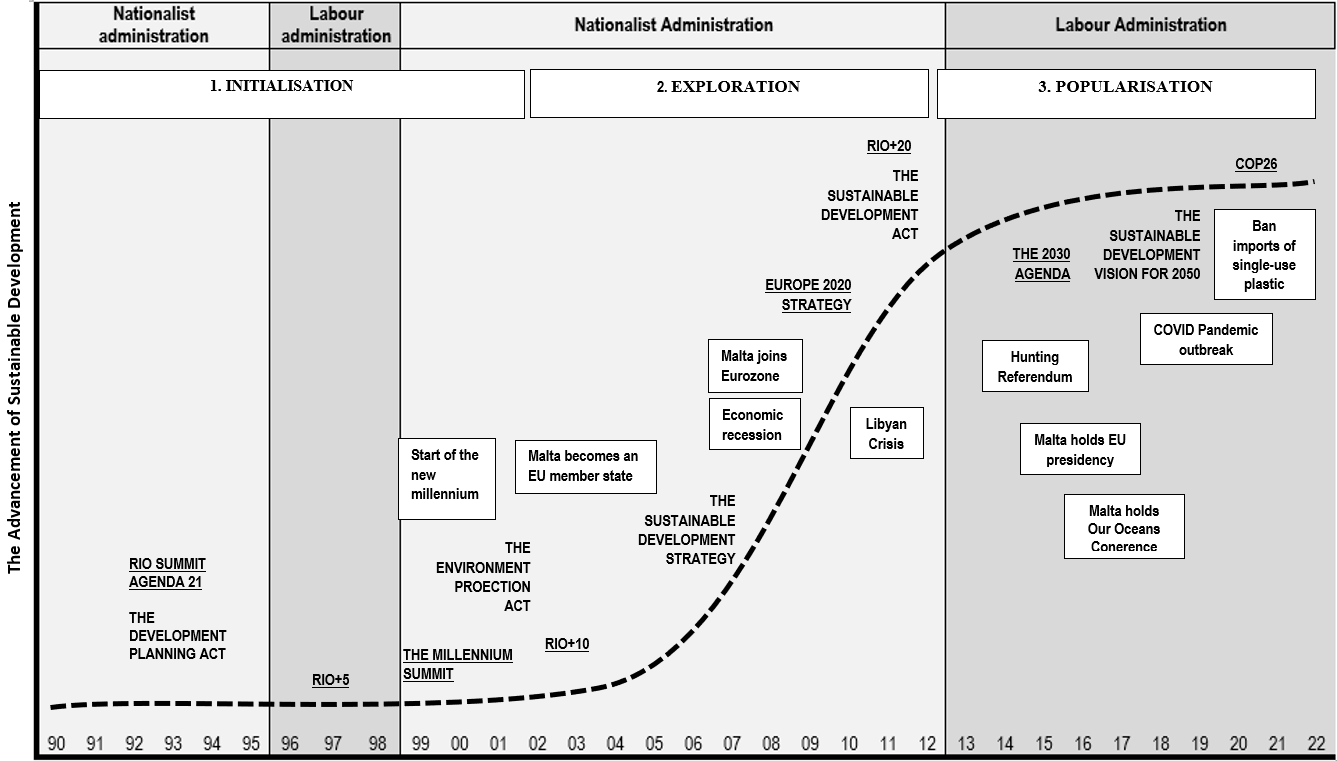 Nationalist
administration
Labour
administration
Nationalist Administration
Labour Administration
1. INITIALISATION
2. EXPLORATION
3. POPULARISATION
The Advancement of Sustainable Development
RIO SUMMIT
AGENDA 21
THE
DEVELOPMENT
PLANNING ACT
RIO+5
Start of the
new
millennium
THE
ENVIRONMENT
PROECTION
ACT
THE MILLENNIUM
SUMMIT
Malta becomes an
EU member state
RIO+10
THE
SUSTAINABLE
DEVELOPMENT
STRATEGY
Malta joins
Eurozone
Economic
recession
EUROPE 2020
STRATEGY
RIO+20
THE
SUSTAINABLE
DEVELOPMENT
ACT
Libyan
Crisis
THE 2030
AGENDA
Hunting
Referendum
Malta holds EU
presidency
Malta holds
Our Oceans
Conerence
THE
SUSTAINABLE
DEVELOPMENT
VISION FOR 2050
COP26
Ban
imports of
single-use
plastic
COVID Pandemic
outbreak
90 91 92 93 94 95 96 97 98 99 00 01 02 03 04 05 06 07 08 09 10 11 12 13 14 15 16 17 18 19 20 21 22